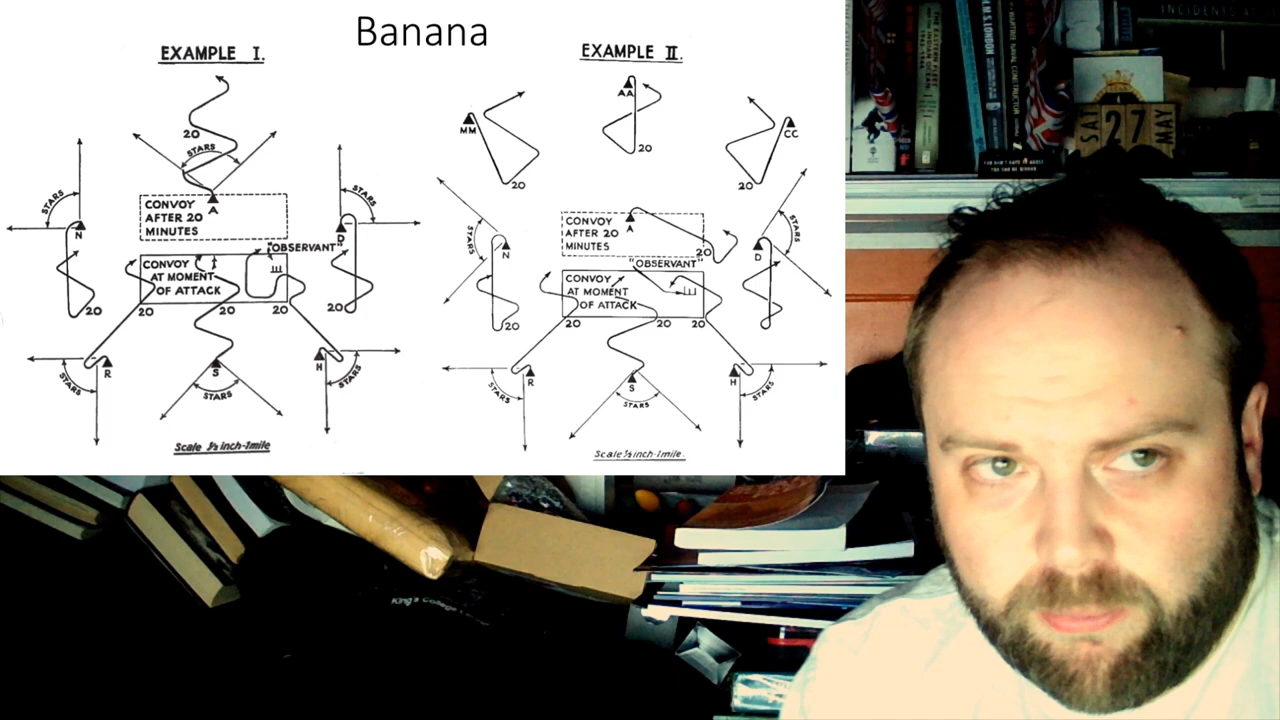 Banana
EXAMPLE I.
EXAMPLE II.
20
STARS
STARS
STARS
A
N
D
CONVOY
AFTER 20
MINUTES
"OBSERVANT"
CONVOY
AT MOMENT
OF ATTACK
E
20
20
20
20
20
R
S
H
STARS
STARS
STARS
Scale 1/2 inch-1mile
AA
MM
CC
20
20
20
STARS
STARS
A
N
D
CONVOY
AFTER 20
MINUTES
20
"OBSERVANT"
CONVOY
AT MOMENT
OF ATTACK
E
20
20
20
20
R
S
H
STARS
STARS
STARS
Scale 1/2 inch-1mile.
INCIDENTS
SAT
27
MAY
King's College